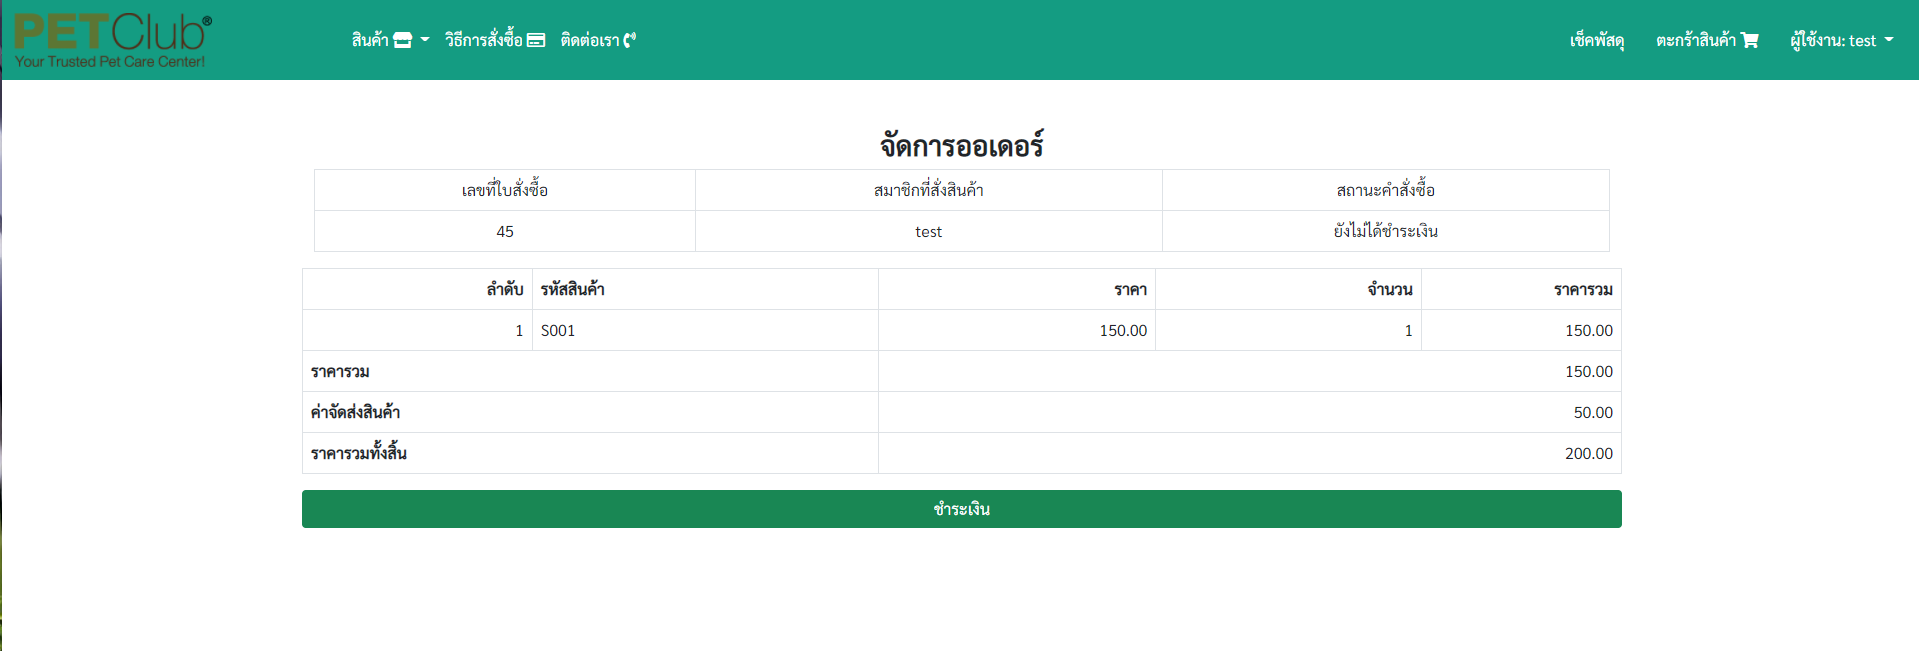 PETClub®
Your Trusted Pet Care Center!
สินค้า วิธีการสั่งซื้อ ติดต่อเรา เช็คพัสดุ ตะกร้าสินค้า ผู้ใช้งาน: test
จัดการออเดอร์
เลขที่ใบสั่งซื้อ สมาชิกที่สั่งสินค้า สถานะคำสั่งซื้อ
45 test ยังไม่ได้ชำระเงิน
ลำดับ รหัสสินค้า ราคา จำนวน ราคารวม
1 S001 150.00 1 150.00
ราคารวม 150.00
ค่าจัดส่งสินค้า 50.00
ราคารวมทั้งสิ้น 200.00
ชำระเงิน